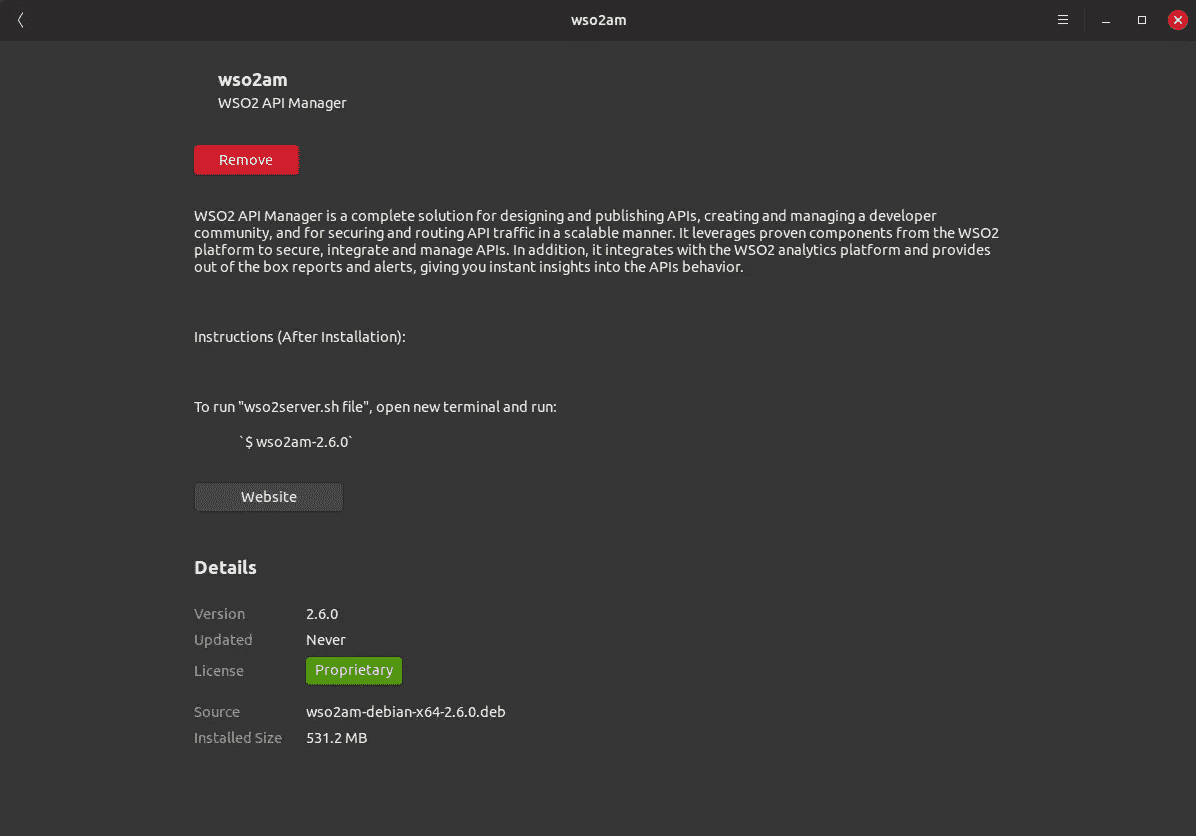 wso2am
wso2am
WSO2 API Manager
Remove
WSO2 API Manager is a complete solution for designing and publishing APIs, creating and managing a developer
community, and for securing and routing API traffic in a scalable manner. It leverages proven components from the WSO2
platform to secure, integrate and manage APIs. In addition, it integrates with the WSO2 analytics platform and provides
out of the box reports and alerts, giving you instant insights into the APIs behavior.
Instructions (After Installation):
To run "wso2server.sh file", open new terminal and run:
`$ wso2am-2.6.0`
Website
Details
Version 2.6.0
Updated Never
License Proprietary
Source wso2am-debian-x64-2.6.0.deb
Installed Size 531.2 MB